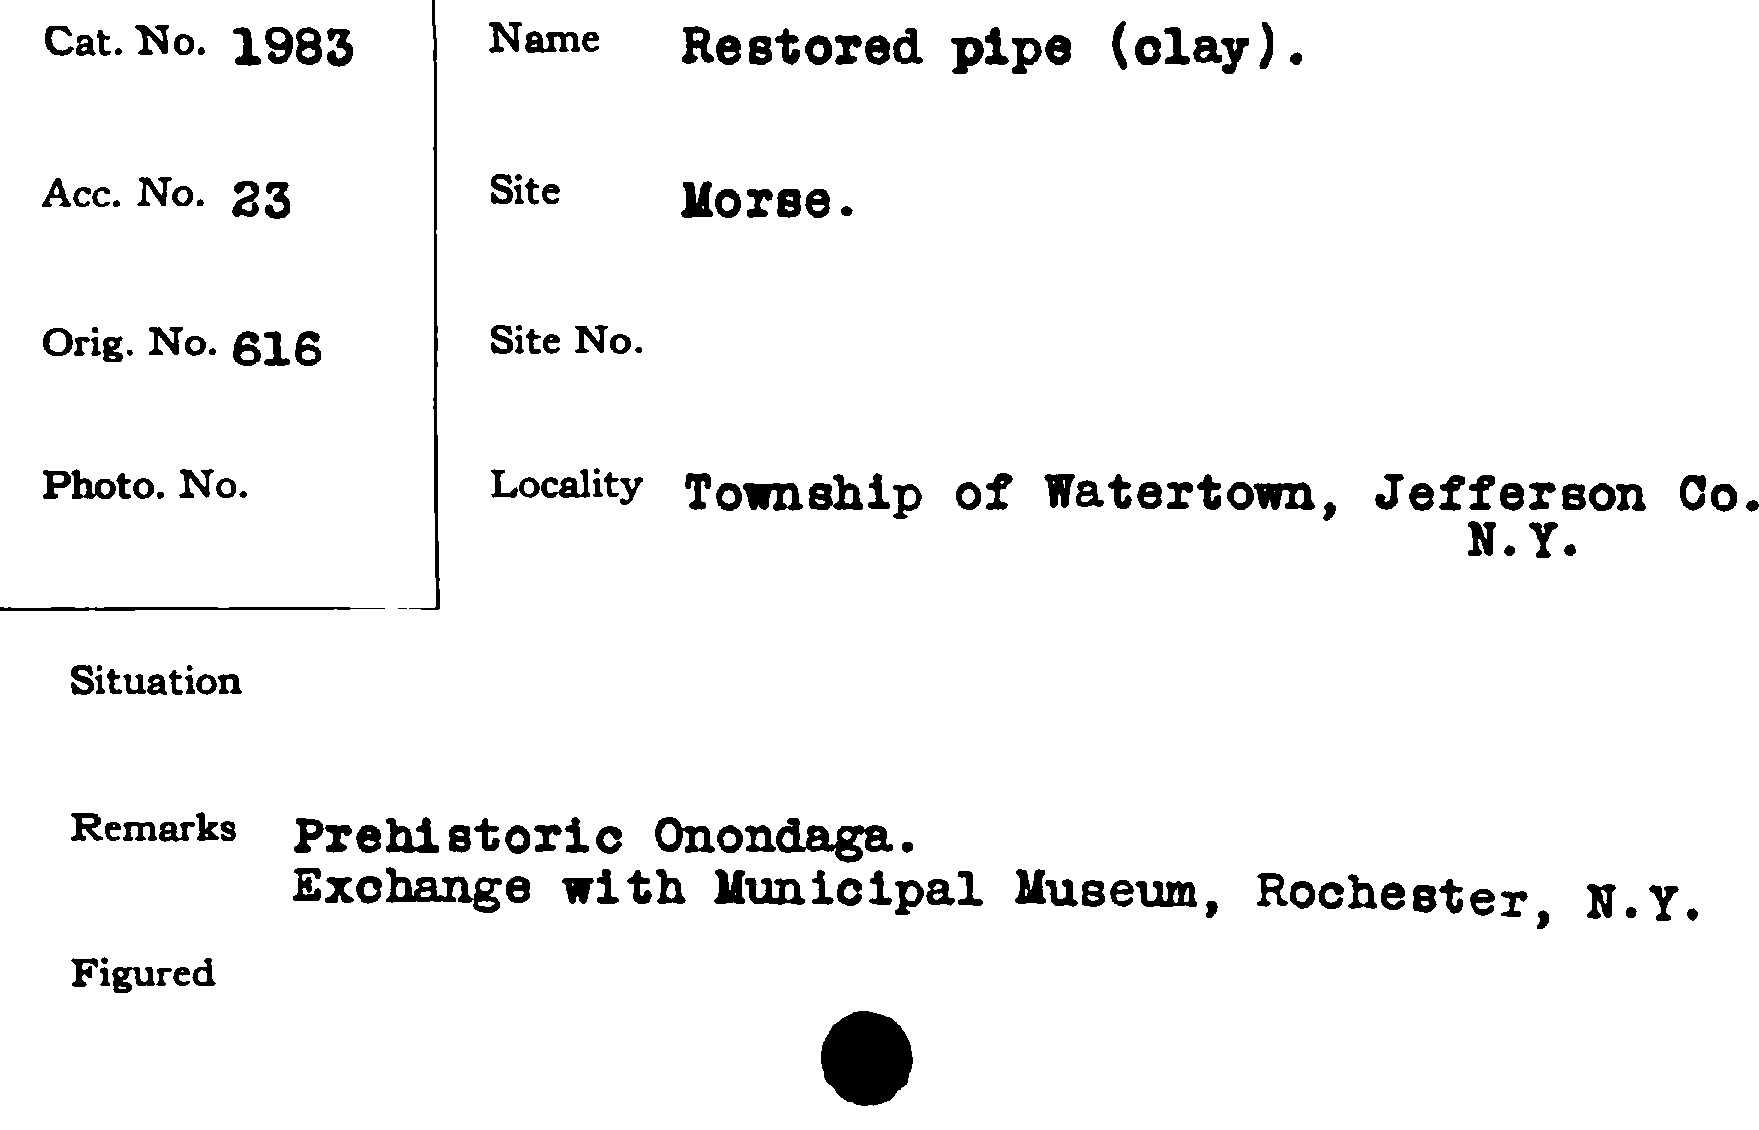 Cat. No. 1983
Name Restored pipe (clay).
Acc. No. 23
Site Morse.
Orig. No. 616
Site No.
Photo. No.
Locality Township of Watertown, Jefferson Co.
N.Y.
Situation
Remarks Prehistoric Onondaga.
Exchange with Municipal Museum, Rochester, N.Y.
Figured